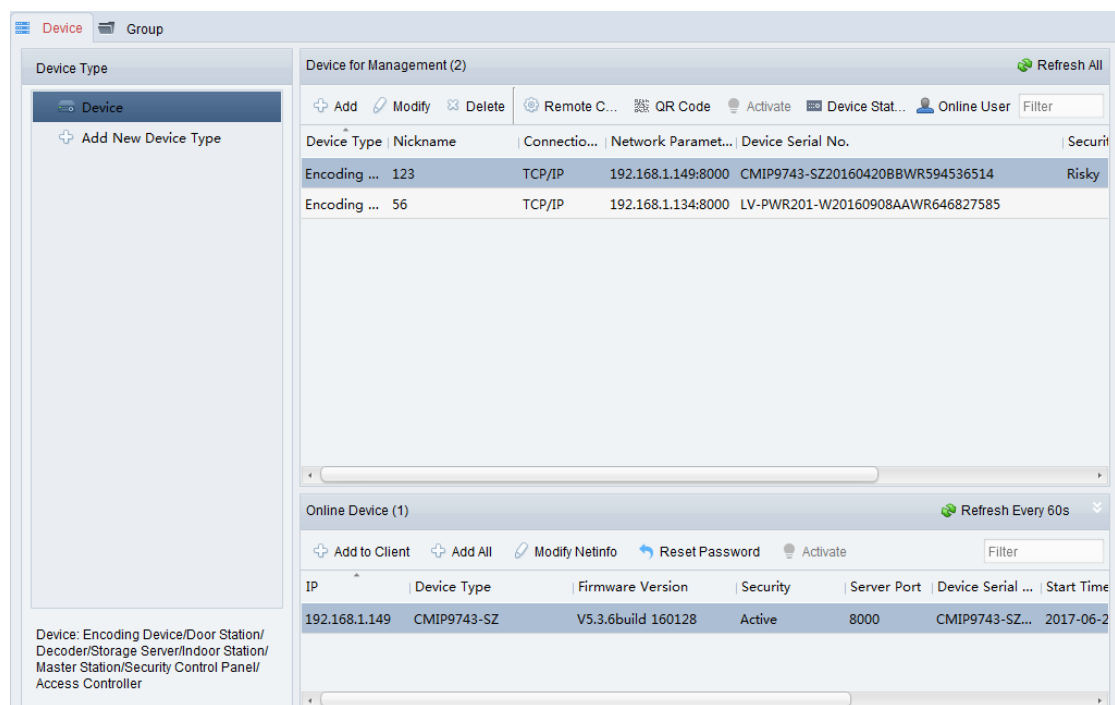 Device Group
Device Type
Device
Add New Device Type
Device: Encoding Device/Door Station/
Decoder/Storage Server/Indoor Station/
Master Station/Security Control Panel/
Access Controller
Device for Management (2) Refresh All
Add Modify Delete Remote C... QR Code Activate Device Stat... Online User Filter
Device Type Nickname Connectio... Network Paramet... Device Serial No. Securit
Encoding ... 123 TCP/IP 192.168.1.149:8000 CMIP9743-SZ20160420BBWR594536514 Risky
Encoding ... 56 TCP/IP 192.168.1.134:8000 LV-PWR201-W20160908AAWR646827585
Online Device (1) Refresh Every 60s
Add to Client Add All Modify Netinfo Reset Password Activate Filter
IP Device Type Firmware Version Security Server Port Device Serial ... Start Time
192.168.1.149 CMIP9743-SZ V5.3.6build 160128 Active 8000 CMIP9743-SZ... 2017-06-2